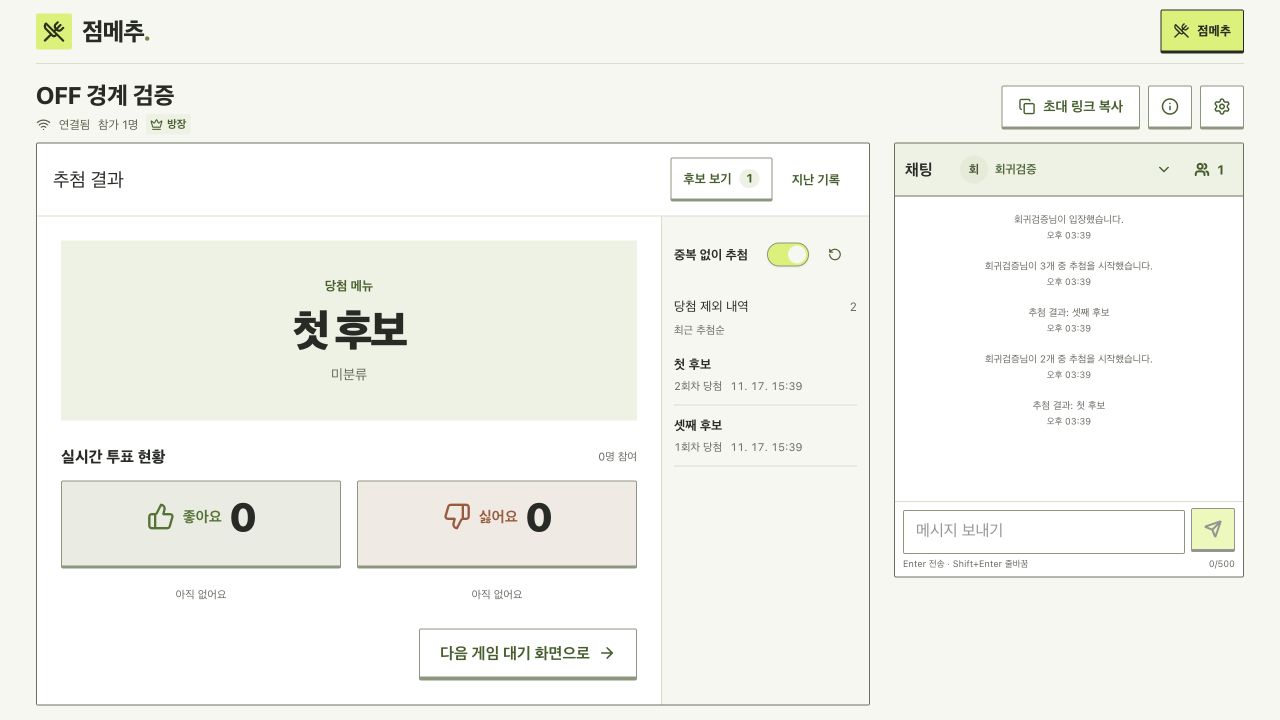 점메추.
점메추
OFF 경계 검증
연결됨 참가 1명 방장
초대 링크 복사
추첨 결과
후보 보기 1
지난 기록
당첨 메뉴
첫 후보
미분류
실시간 투표 현황
0명 참여
좋아요 0
싫어요 0
아직 없어요
아직 없어요
다음 게임 대기 화면으로
중복 없이 추첨
당첨 제외 내역 2
최근 추첨순
첫 후보
2회차 당첨 11. 17. 15:39
셋째 후보
1회차 당첨 11. 17. 15:39
채팅 회 회귀검증 1
회귀검증님이 입장했습니다.
오후 03:39
회귀검증님이 3개 중 추첨을 시작했습니다.
오후 03:39
추첨 결과: 셋째 후보
오후 03:39
회귀검증님이 2개 중 추첨을 시작했습니다.
오후 03:39
추첨 결과: 첫 후보
오후 03:39
메시지 보내기
Enter 전송 · Shift+Enter 줄바꿈
0/500